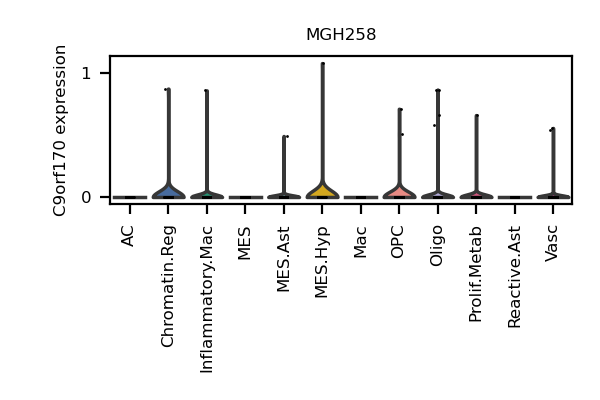 MGH258
C9orf170 expression
1
0
AC
Chromatin.Reg
Inflammatory.Mac
MES
MES.Ast
MES.Hyp
Mac
OPC
Oligo
Prolif.Metab
Reactive.Ast
Vasc